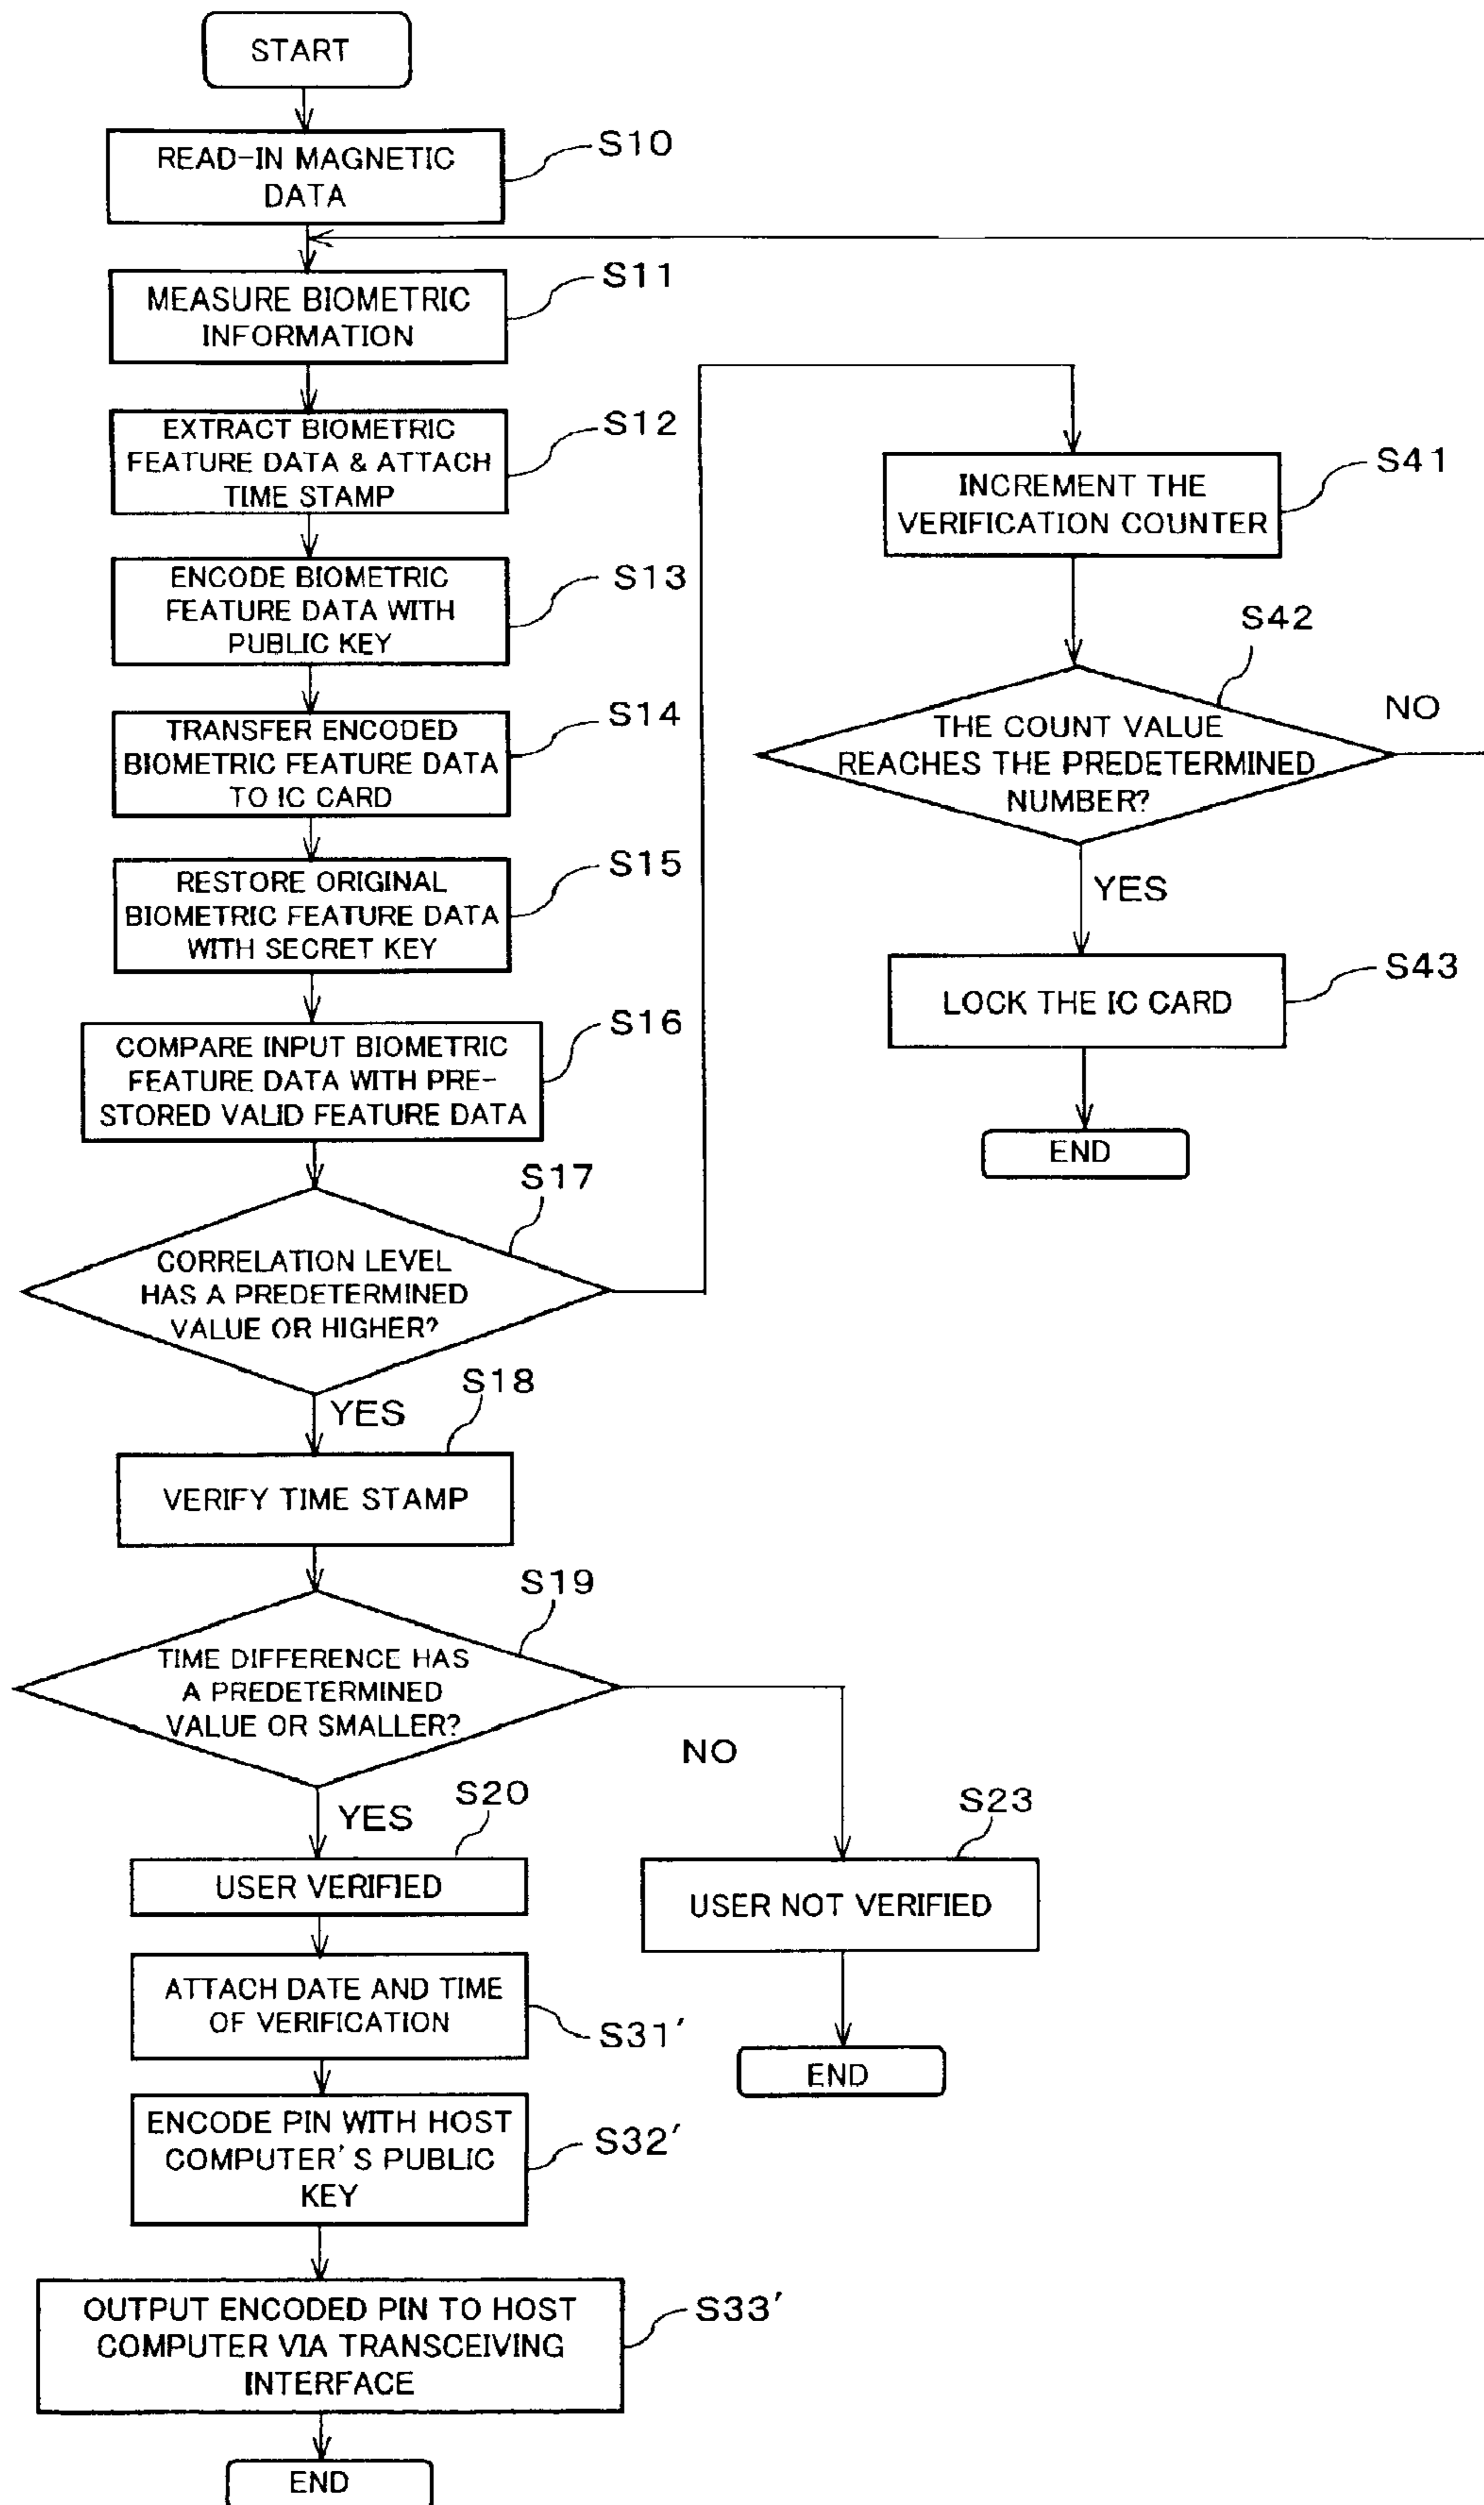 START
READ-IN MAGNETIC
DATA
S10
MEASURE BIOMETRIC
INFORMATION
S11
EXTRACT BIOMETRIC
FEATURE DATA & ATTACH
TIME STAMP
S12
ENCODE BIOMETRIC
FEATURE DATA WITH
PUBLIC KEY
S13
TRANSFER ENCODED
BIOMETRIC FEATURE DATA
TO IC CARD
S14
RESTORE ORIGINAL
BIOMETRIC FEATURE DATA
WITH SECRET KEY
S15
COMPARE INPUT BIOMETRIC
FEATURE DATA WITH PRE-
STORED VALID FEATURE DATA
S16
CORRELATION LEVEL
HAS A PREDETERMINED
VALUE OR HIGHER?
S17
YES
INCREMENT THE
VERIFICATION COUNTER
S41
THE COUNT VALUE
REACHES THE PREDETERMINED
NUMBER?
S42
NO
YES
LOCK THE IC CARD
S43
END
VERIFY TIME STAMP
S18
TIME DIFFERENCE HAS
A PREDETERMINED
VALUE OR SMALLER?
S19
NO
YES
USER VERIFIED
S20
USER NOT VERIFIED
S23
END
ATTACH DATE AND TIME
OF VERIFICATION
S31'
ENCODE PIN WITH HOST
COMPUTER'S PUBLIC
KEY
S32'
OUTPUT ENCODED PIN TO HOST
COMPUTER VIA TRANSCEIVING
INTERFACE
S33'
END